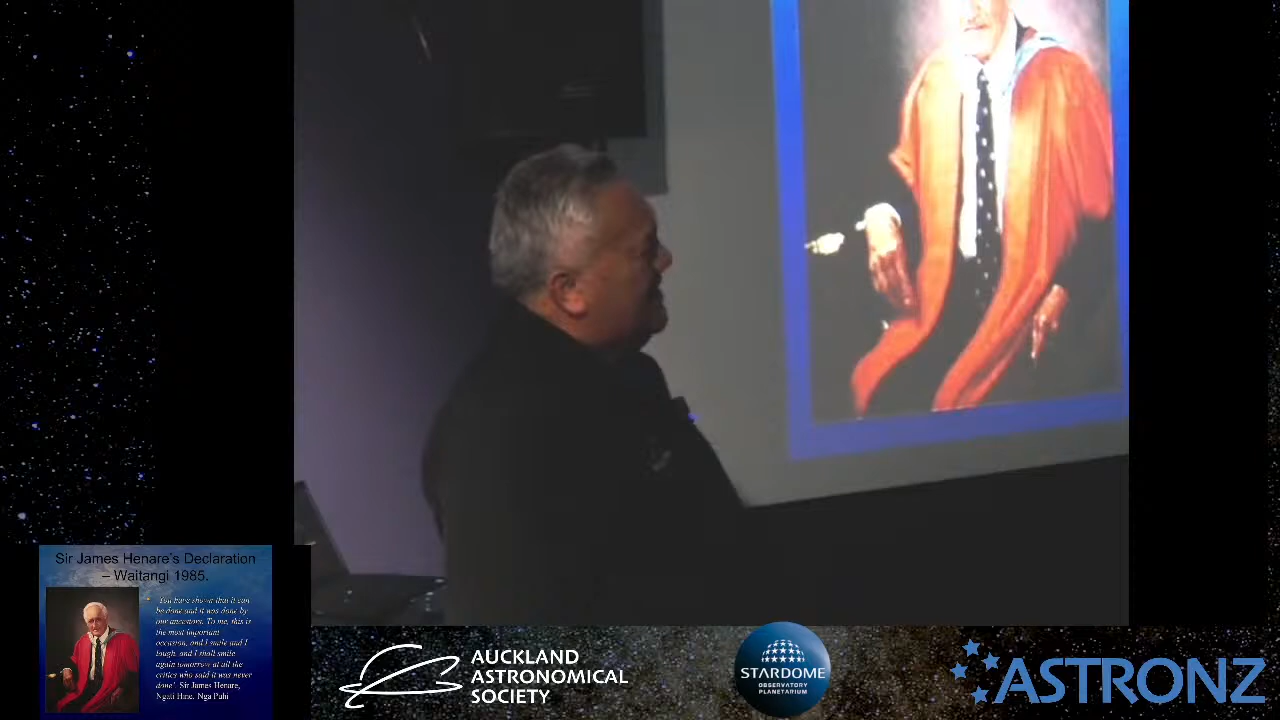 Sir James Henare's Declaration
– Waitangi 1985.
"You have shown that it can
be done and it was done by
our ancestors. To me, this is
the most important
occasion, and I smile and I
laugh, and I shall smile
again tomorrow at all the
critics who said it was never
done". Sir James Henare,
Ngati Hine, Nga Puhi
AUCKLAND
ASTRONOMICAL
SOCIETY
STARDOME
OBSERVATORY
PLANETARIUM
ASTRONZ